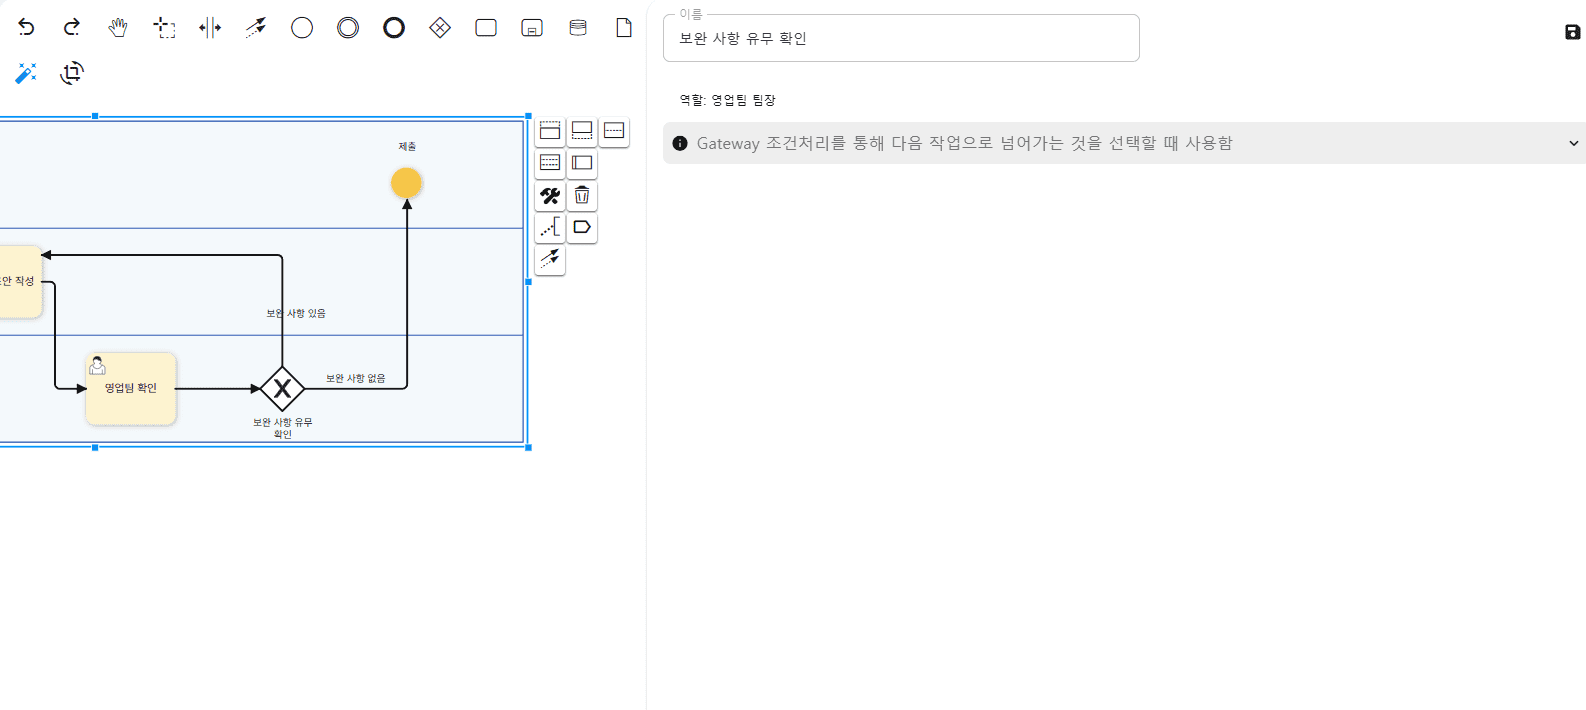 이름
보완 사항 유무 확인
역할: 영업팀 팀장
Gateway 조건처리를 통해 다음 작업으로 넘어가는 것을 선택할 때 사용함
제출
안 작성
보완 사항 있음
영업팀 확인
보완 사항 없음
보완 사항 유무
확인